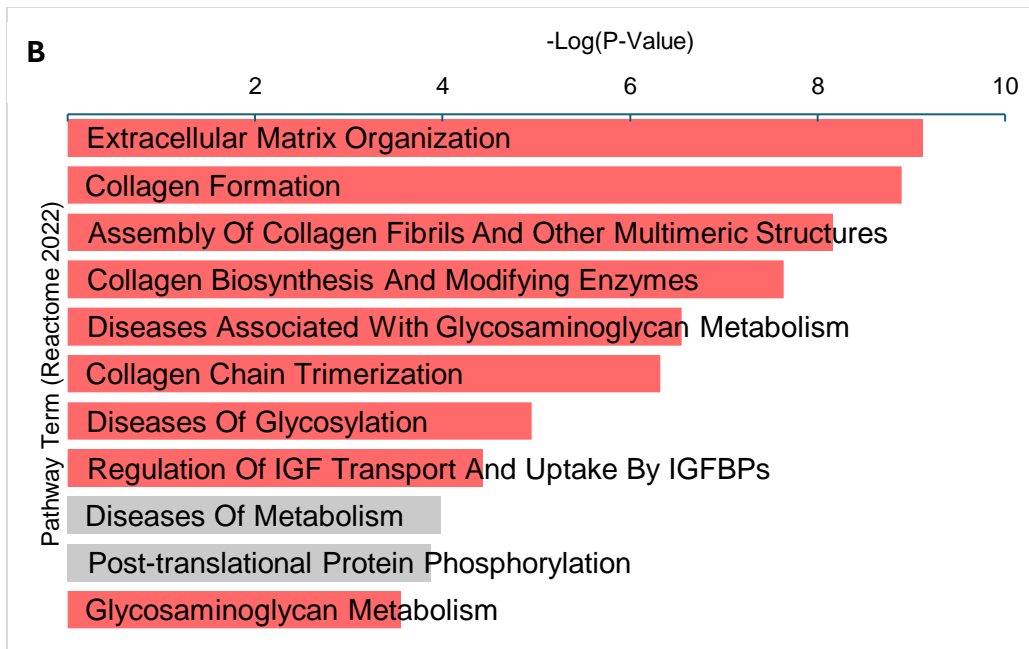 B
-Log(P-Value)
2 4 6 8 10
Pathway Term (Reactome 2022)
Extracellular Matrix Organization
Collagen Formation
Assembly Of Collagen Fibrils And Other Multimeric Structures
Collagen Biosynthesis And Modifying Enzymes
Diseases Associated With Glycosaminoglycan Metabolism
Collagen Chain Trimerization
Diseases Of Glycosylation
Regulation Of IGF Transport And Uptake By IGFBPs
Diseases Of Metabolism
Post-translational Protein Phosphorylation
Glycosaminoglycan Metabolism